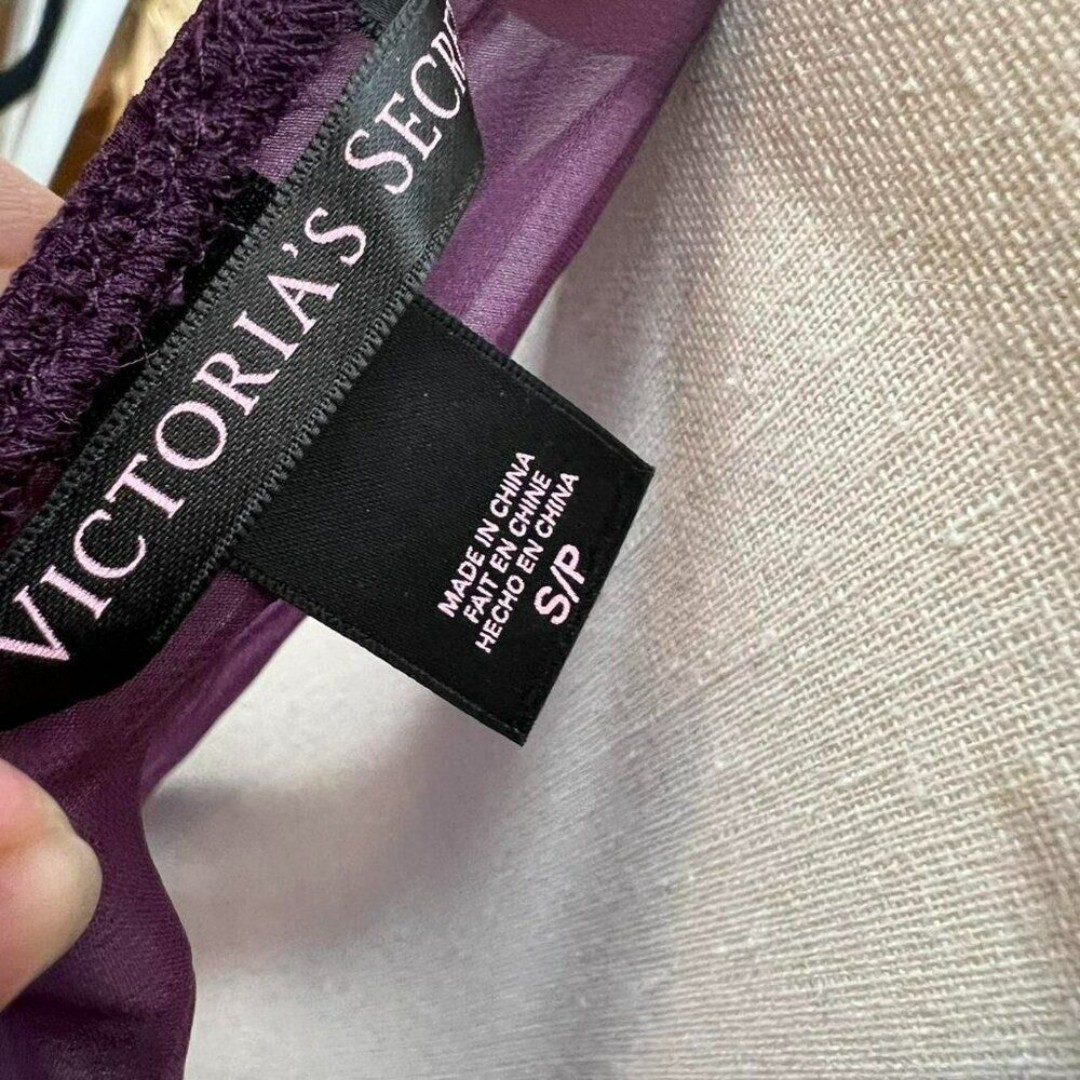 VICTORIA'S SECR
MADE IN CHINA
FAIT EN CHINE
HECHO EN CHINA
S/P